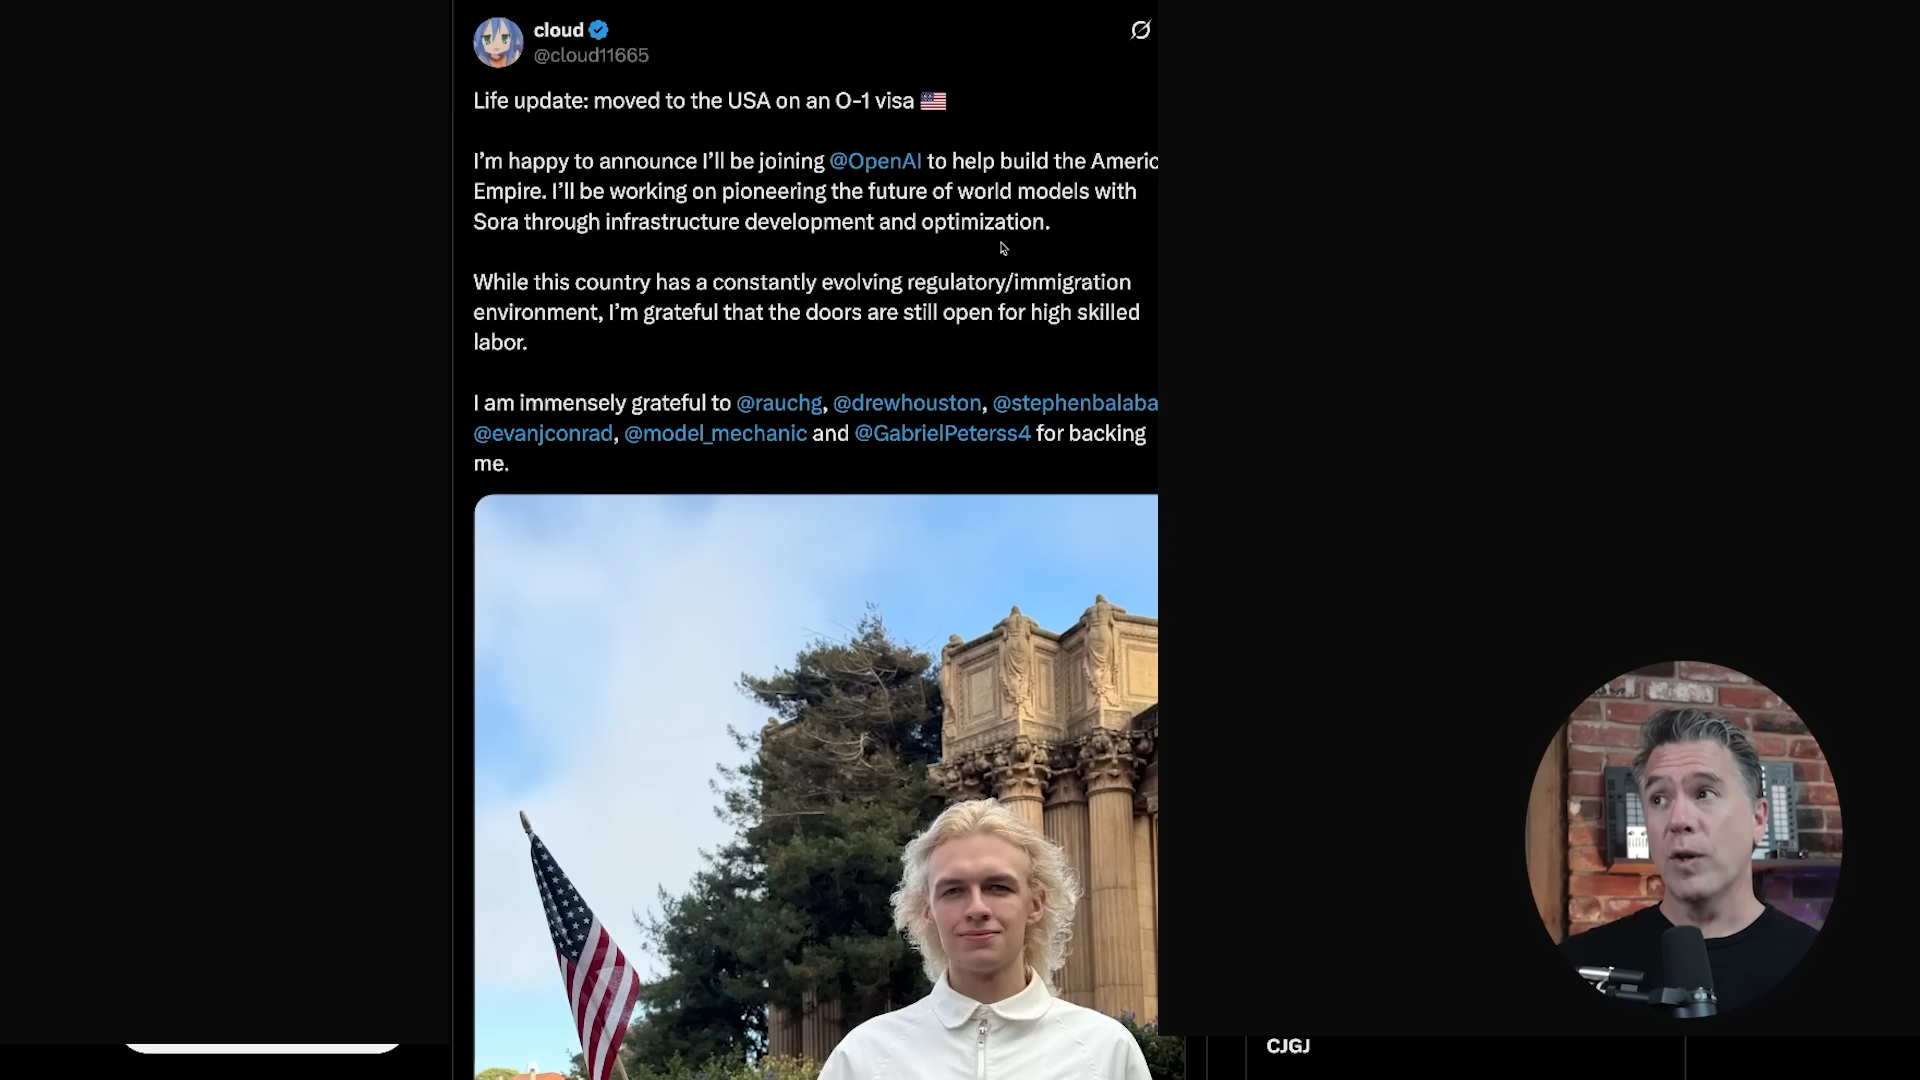 cloud
@cloud11665
Life update: moved to the USA on an O-1 visa 🇺🇸
I'm happy to announce I'll be joining @OpenAI to help build the Americ
Empire. I'll be working on pioneering the future of world models with
Sora through infrastructure development and optimization.
While this country has a constantly evolving regulatory/immigration
environment, I'm grateful that the doors are still open for high skilled
labor.
I am immensely grateful to @rauchg, @drewhouston, @stephenbalaba
@evanjconrad, @model_mechanic and @GabrielPeterss4 for backing
me.
CJGJ